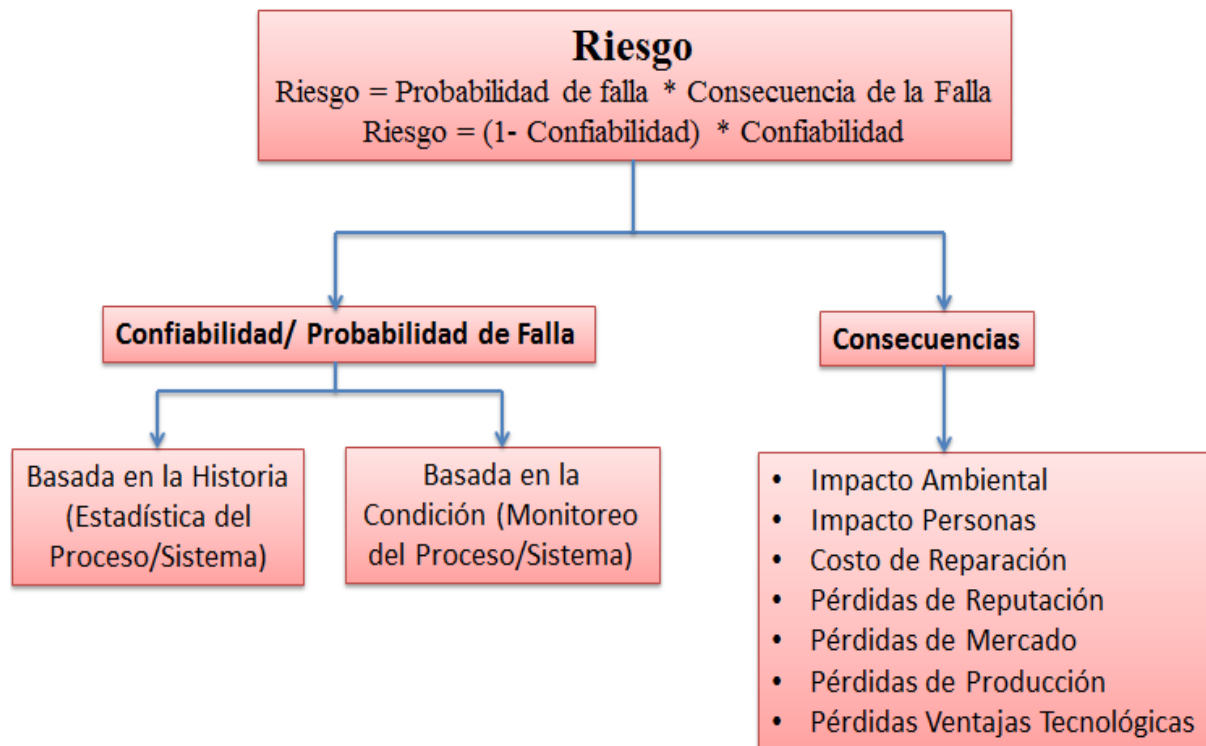 Riesgo
Riesgo = Probabilidad de falla * Consecuencia de la Falla
Riesgo = (1- Confiabilidad) * Confiabilidad
Confiabilidad/ Probabilidad de Falla
Consecuencias
Basada en la Historia
(Estadística del
Proceso/Sistema)
Basada en la
Condición (Monitoreo
del Proceso/Sistema)
• Impacto Ambiental
• Impacto Personas
• Costo de Reparación
• Pérdidas de Reputación
• Pérdidas de Mercado
• Pérdidas de Producción
• Pérdidas Ventajas Tecnológicas